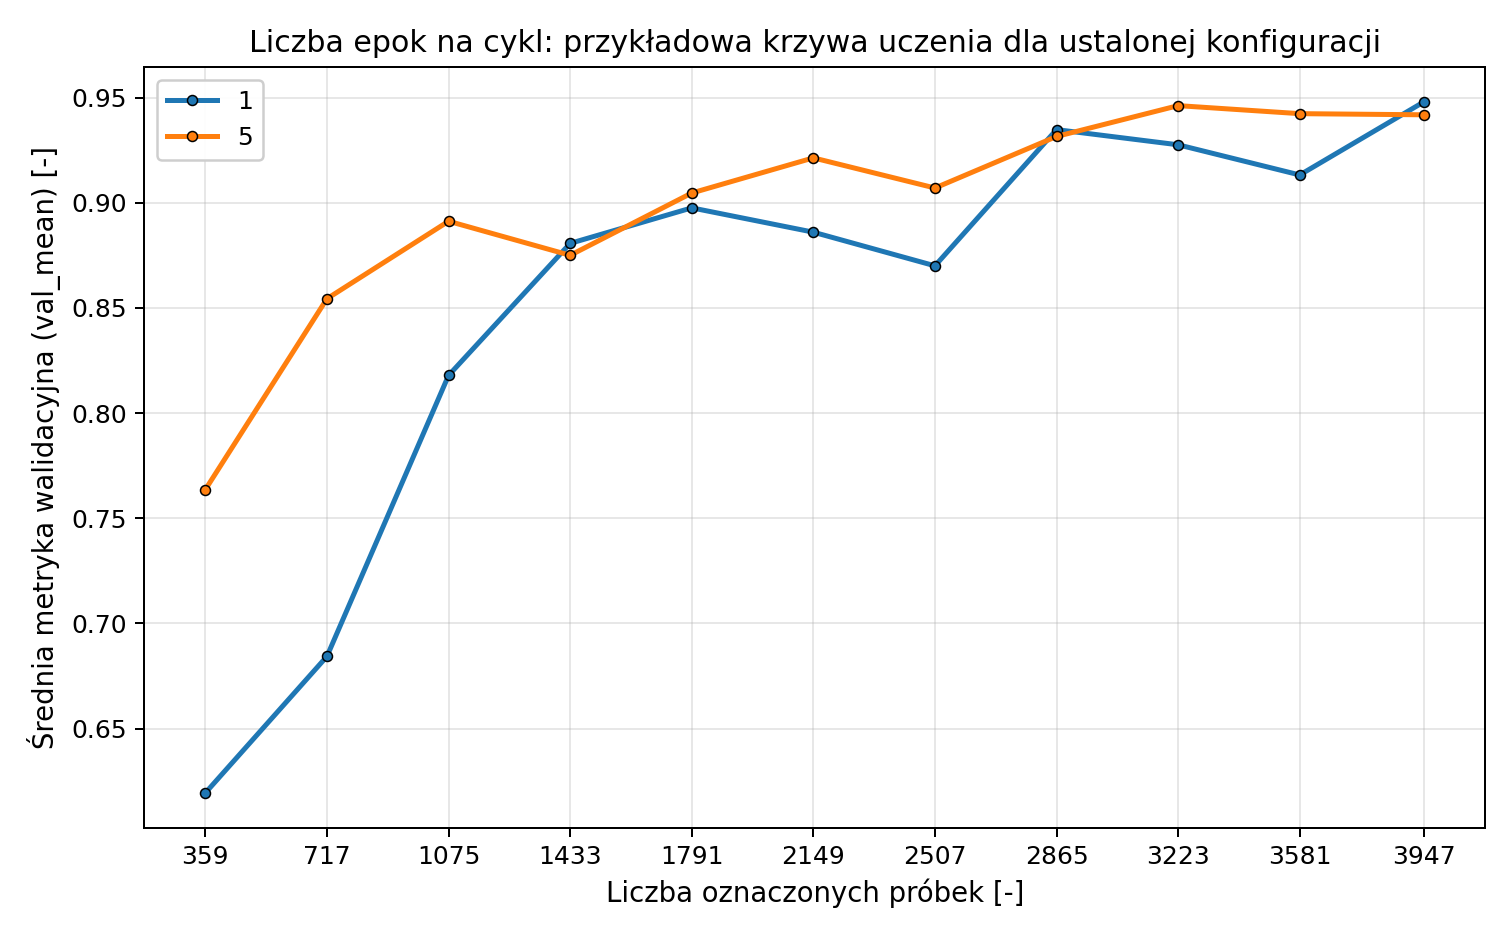 Liczba epok na cykl: przykładowa krzywa uczenia dla ustalonej konfiguracji
1
5
Średnia metryka walidacyjna (val_mean) [-]
0.95
0.90
0.85
0.80
0.75
0.70
0.65
359 717 1075 1433 1791 2149 2507 2865 3223 3581 3947
Liczba oznaczonych próbek [-]